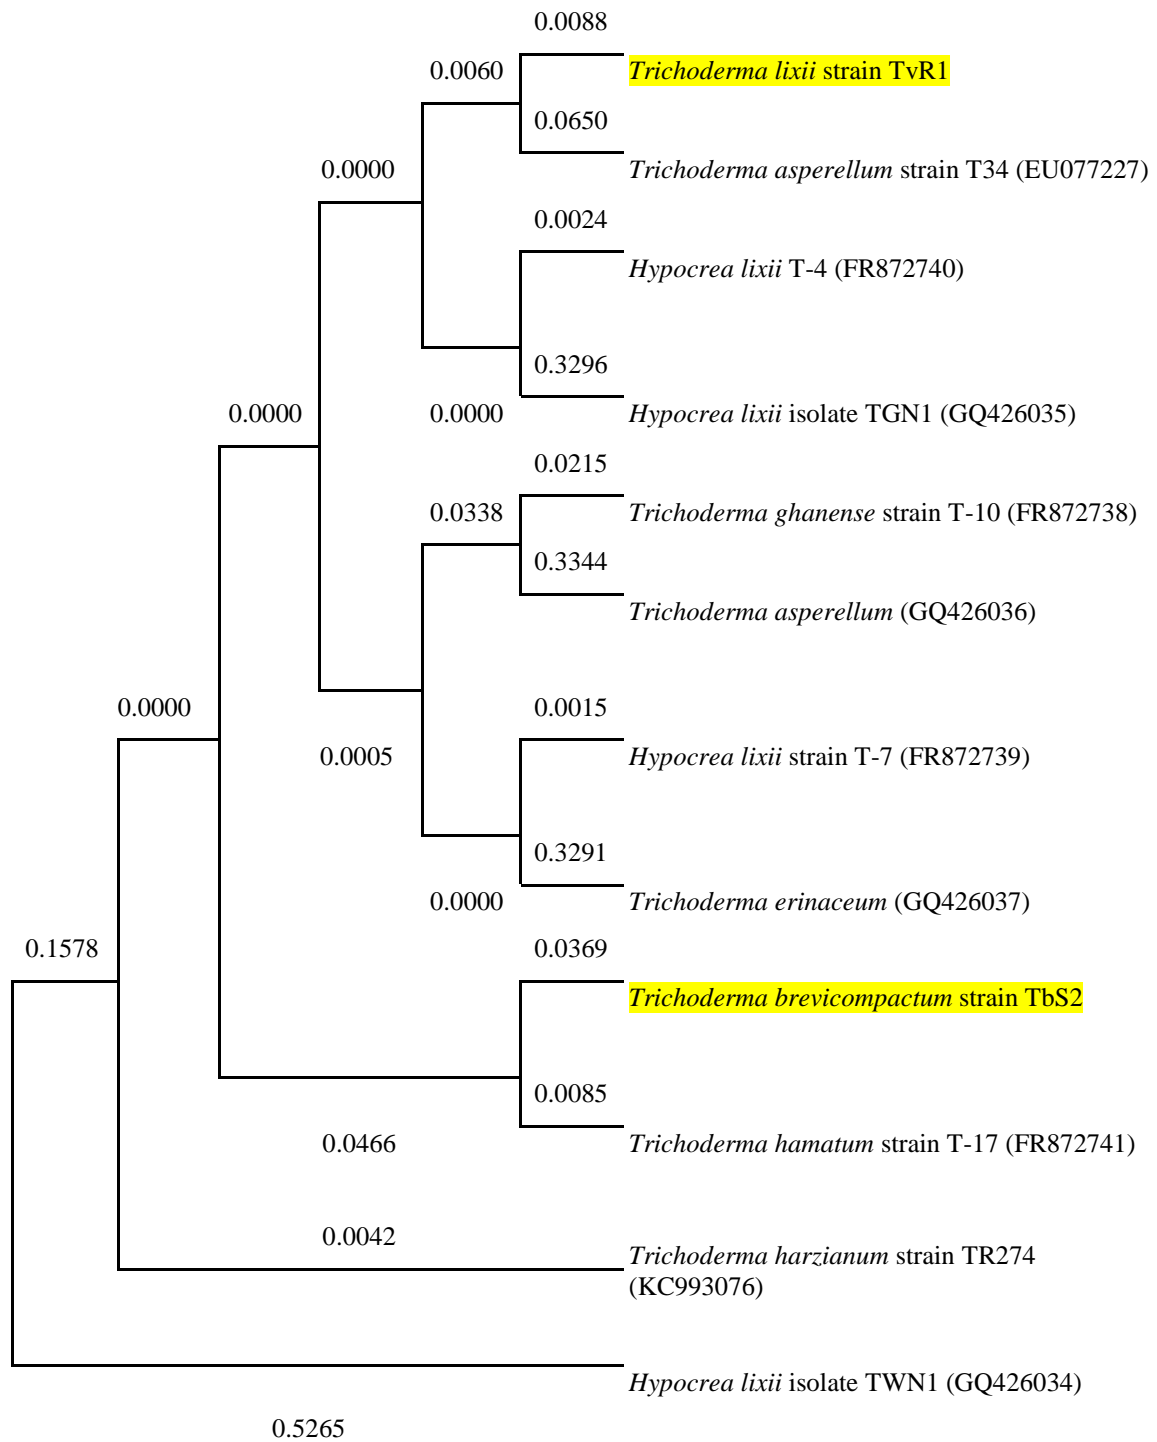 0.0088
0.0060
Trichoderma lixii strain TvR1
0.0650
0.0000
Trichoderma asperellum strain T34 (EU077227)
0.0024
Hypocrea lixii T-4 (FR872740)
0.3296
0.0000
0.0000
Hypocrea lixii isolate TGN1 (GQ426035)
0.0215
0.0338
Trichoderma ghanense strain T-10 (FR872738)
0.3344
Trichoderma asperellum (GQ426036)
0.0000
0.0015
0.0005
Hypocrea lixii strain T-7 (FR872739)
0.3291
0.0000
Trichoderma erinaceum (GQ426037)
0.1578
0.0369
Trichoderma brevicompactum strain TbS2
0.0085
0.0466
Trichoderma hamatum strain T-17 (FR872741)
0.0042
Trichoderma harzianum strain TR274
(KC993076)
Hypocrea lixii isolate TWN1 (GQ426034)
0.5265